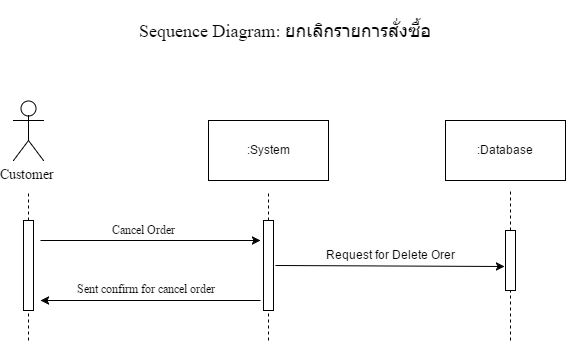 Sequence Diagram: ยกเลิกรายการสั่งซื้อ
:System
:Database
Customer
Cancel Order
Request for Delete Orer
Sent confirm for cancel order